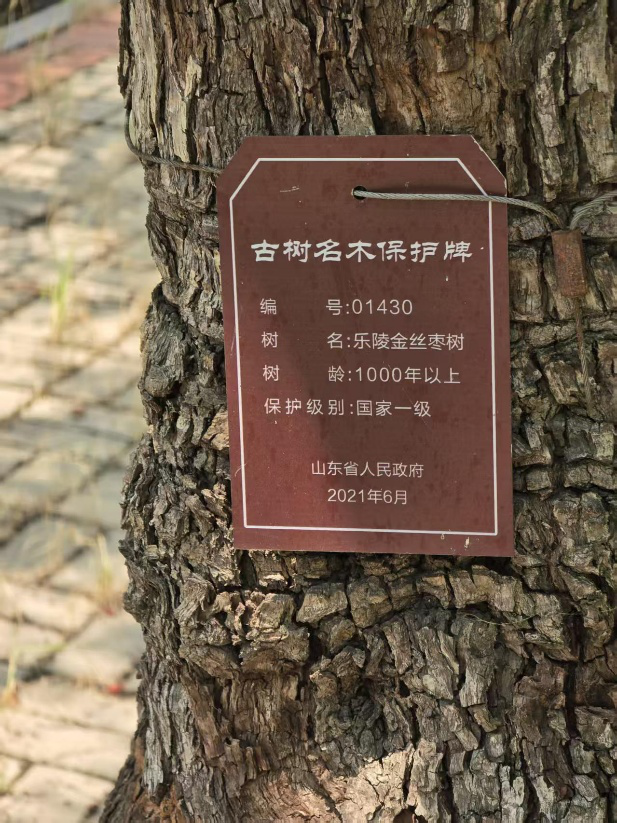 古树名木保护牌
编 号:01430
树 名:乐陵金丝枣树
树 龄:1000年以上
保护级别:国家一级
山东省人民政府
2021年6月